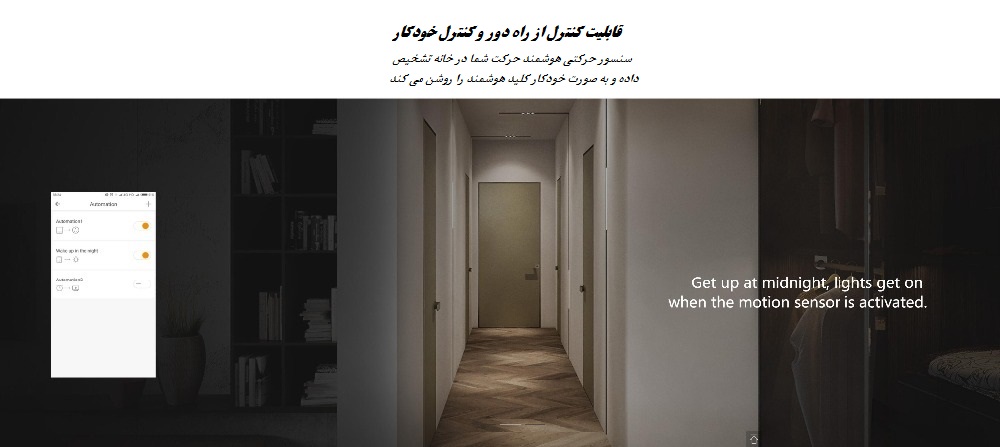 قابلیت کنترل از راه دور و کنترل خودکار
سنسور حرکتی هوشمند حرکت شما در خانه تشخیص
داده و به صورت خودکار کلید هوشمند را روشن می کند
Automation
Automation1
Wake up in the night
Automation3
Get up at midnight, lights get on
when the motion sensor is activated.